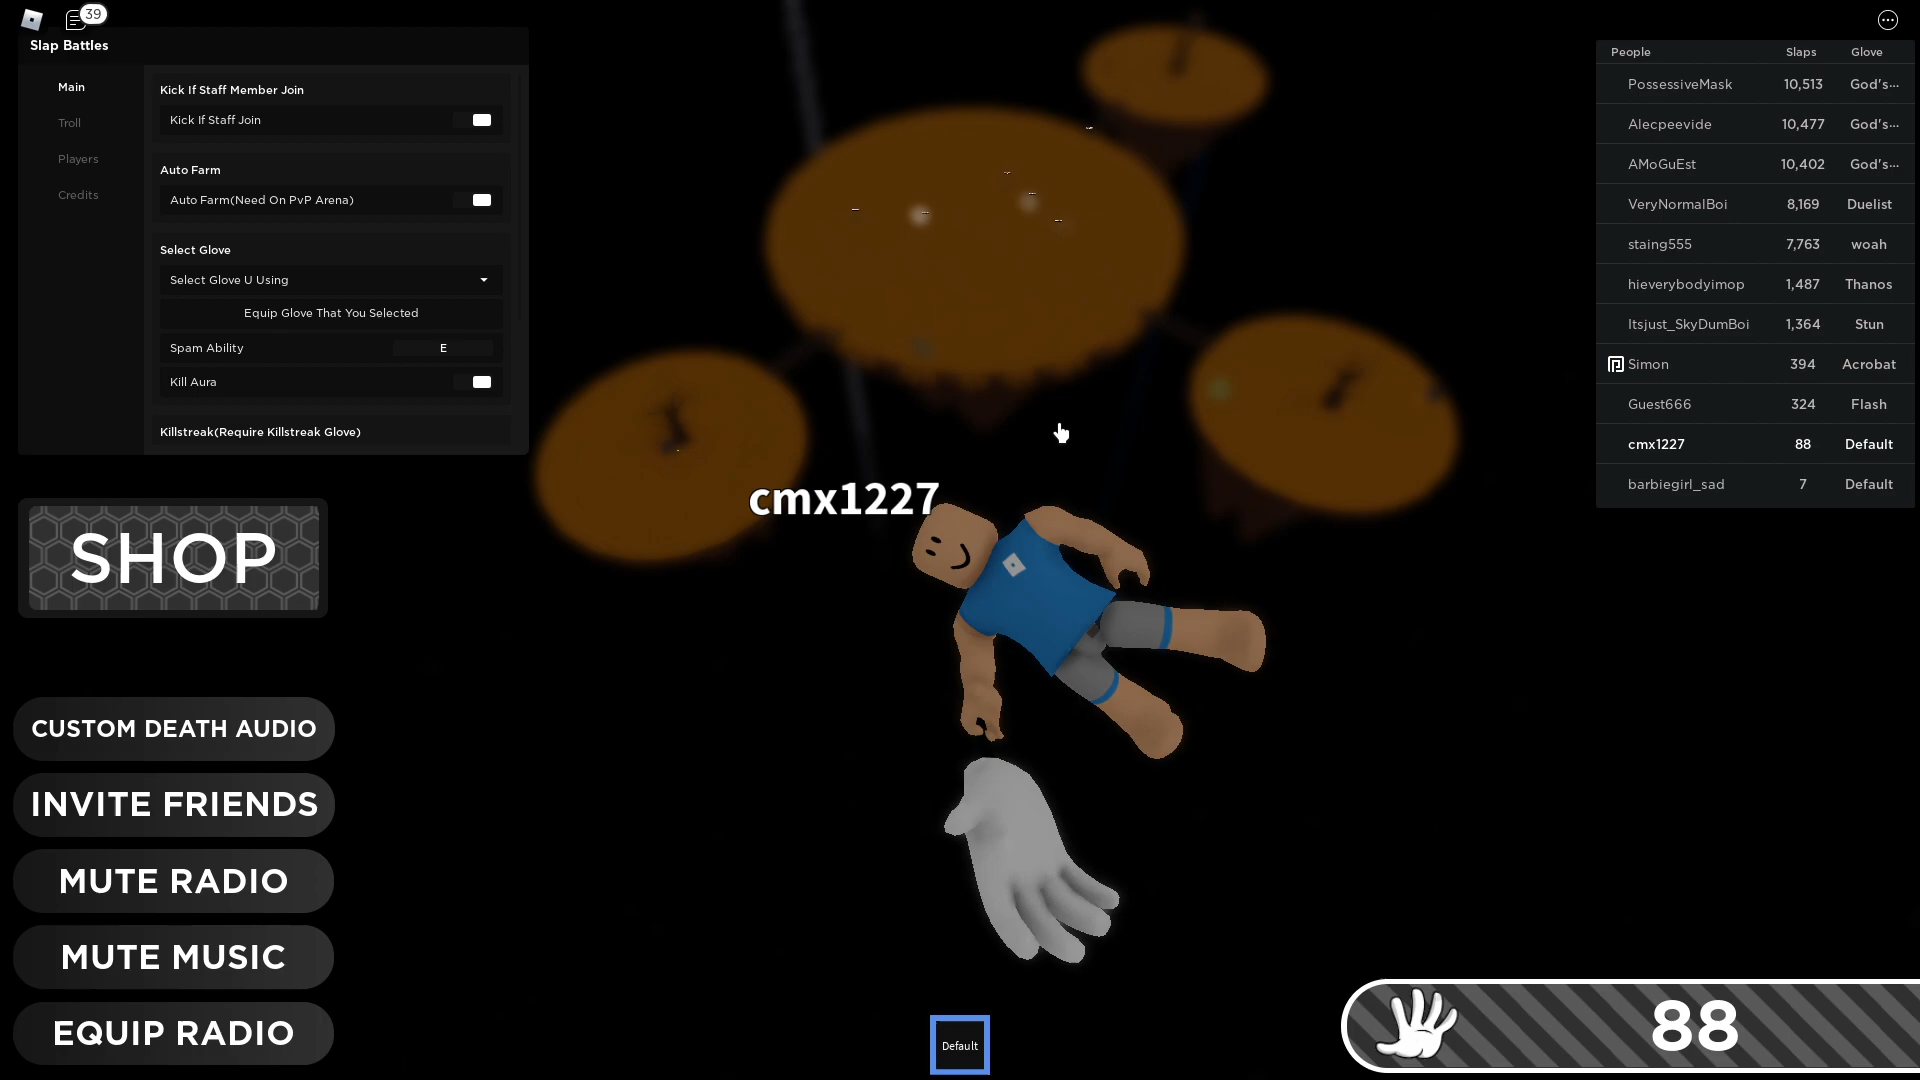 39
Slap Battles
Main
Troll
Players
Credits
Kick If Staff Member Join
Kick If Staff Join
Auto Farm
Auto Farm(Need On PvP Arena)
Select Glove
Select Glove U Using
Equip Glove That You Selected
Spam Ability E
Kill Aura
Killstreak(Require Killstreak Glove)
People Slaps Glove
PossessiveMask 10,513 God's...
Alecpeevide 10,477 God's...
AMoGuEst 10,402 God's...
VeryNormalBoi 8,169 Duelist
staing555 7,763 woah
hieverybodyimop 1,487 Thanos
Itsjust_SkyDumBoi 1,364 Stun
Simon 394 Acrobat
Guest666 324 Flash
cmx1227 88 Default
barbiegirl_sad 7 Default
cmx1227
SHOP
CUSTOM DEATH AUDIO
INVITE FRIENDS
MUTE RADIO
MUTE MUSIC
EQUIP RADIO
Default
88